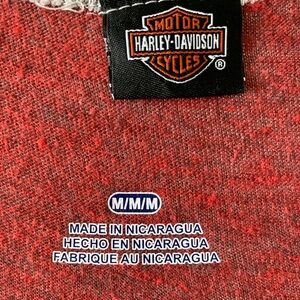 MOTOR
HARLEY-DAVIDSON
CYCLES
®
M/M/M
MADE IN NICARAGUA
HECHO EN NICARAGUA
FABRIQUE AU NICARAGUA